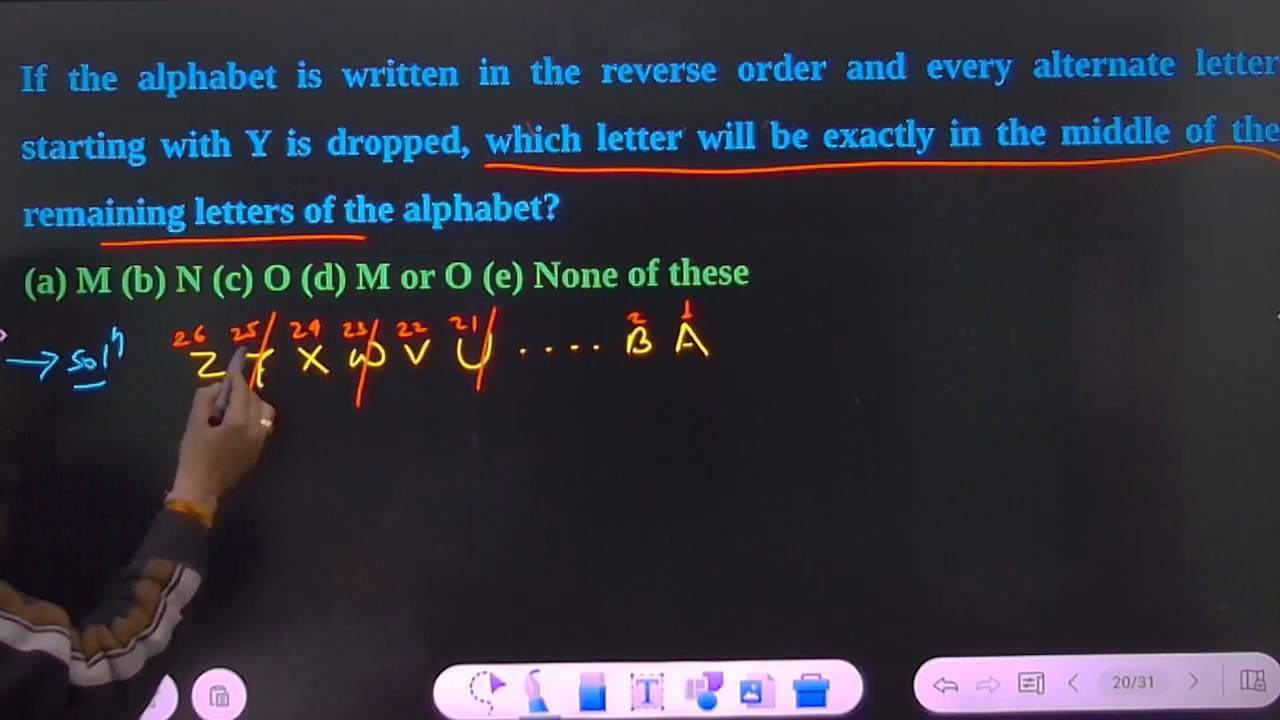 If the alphabet is written in the reverse order and every alternate letter
starting with Y is dropped, which letter will be exactly in the middle of the
remaining letters of the alphabet?
(a) M (b) N (c) O (d) M or O (e) None of these
26 25 24 23 22 21 2 1
→ Solⁿ Z Y X W V U . . . . B A
20/31